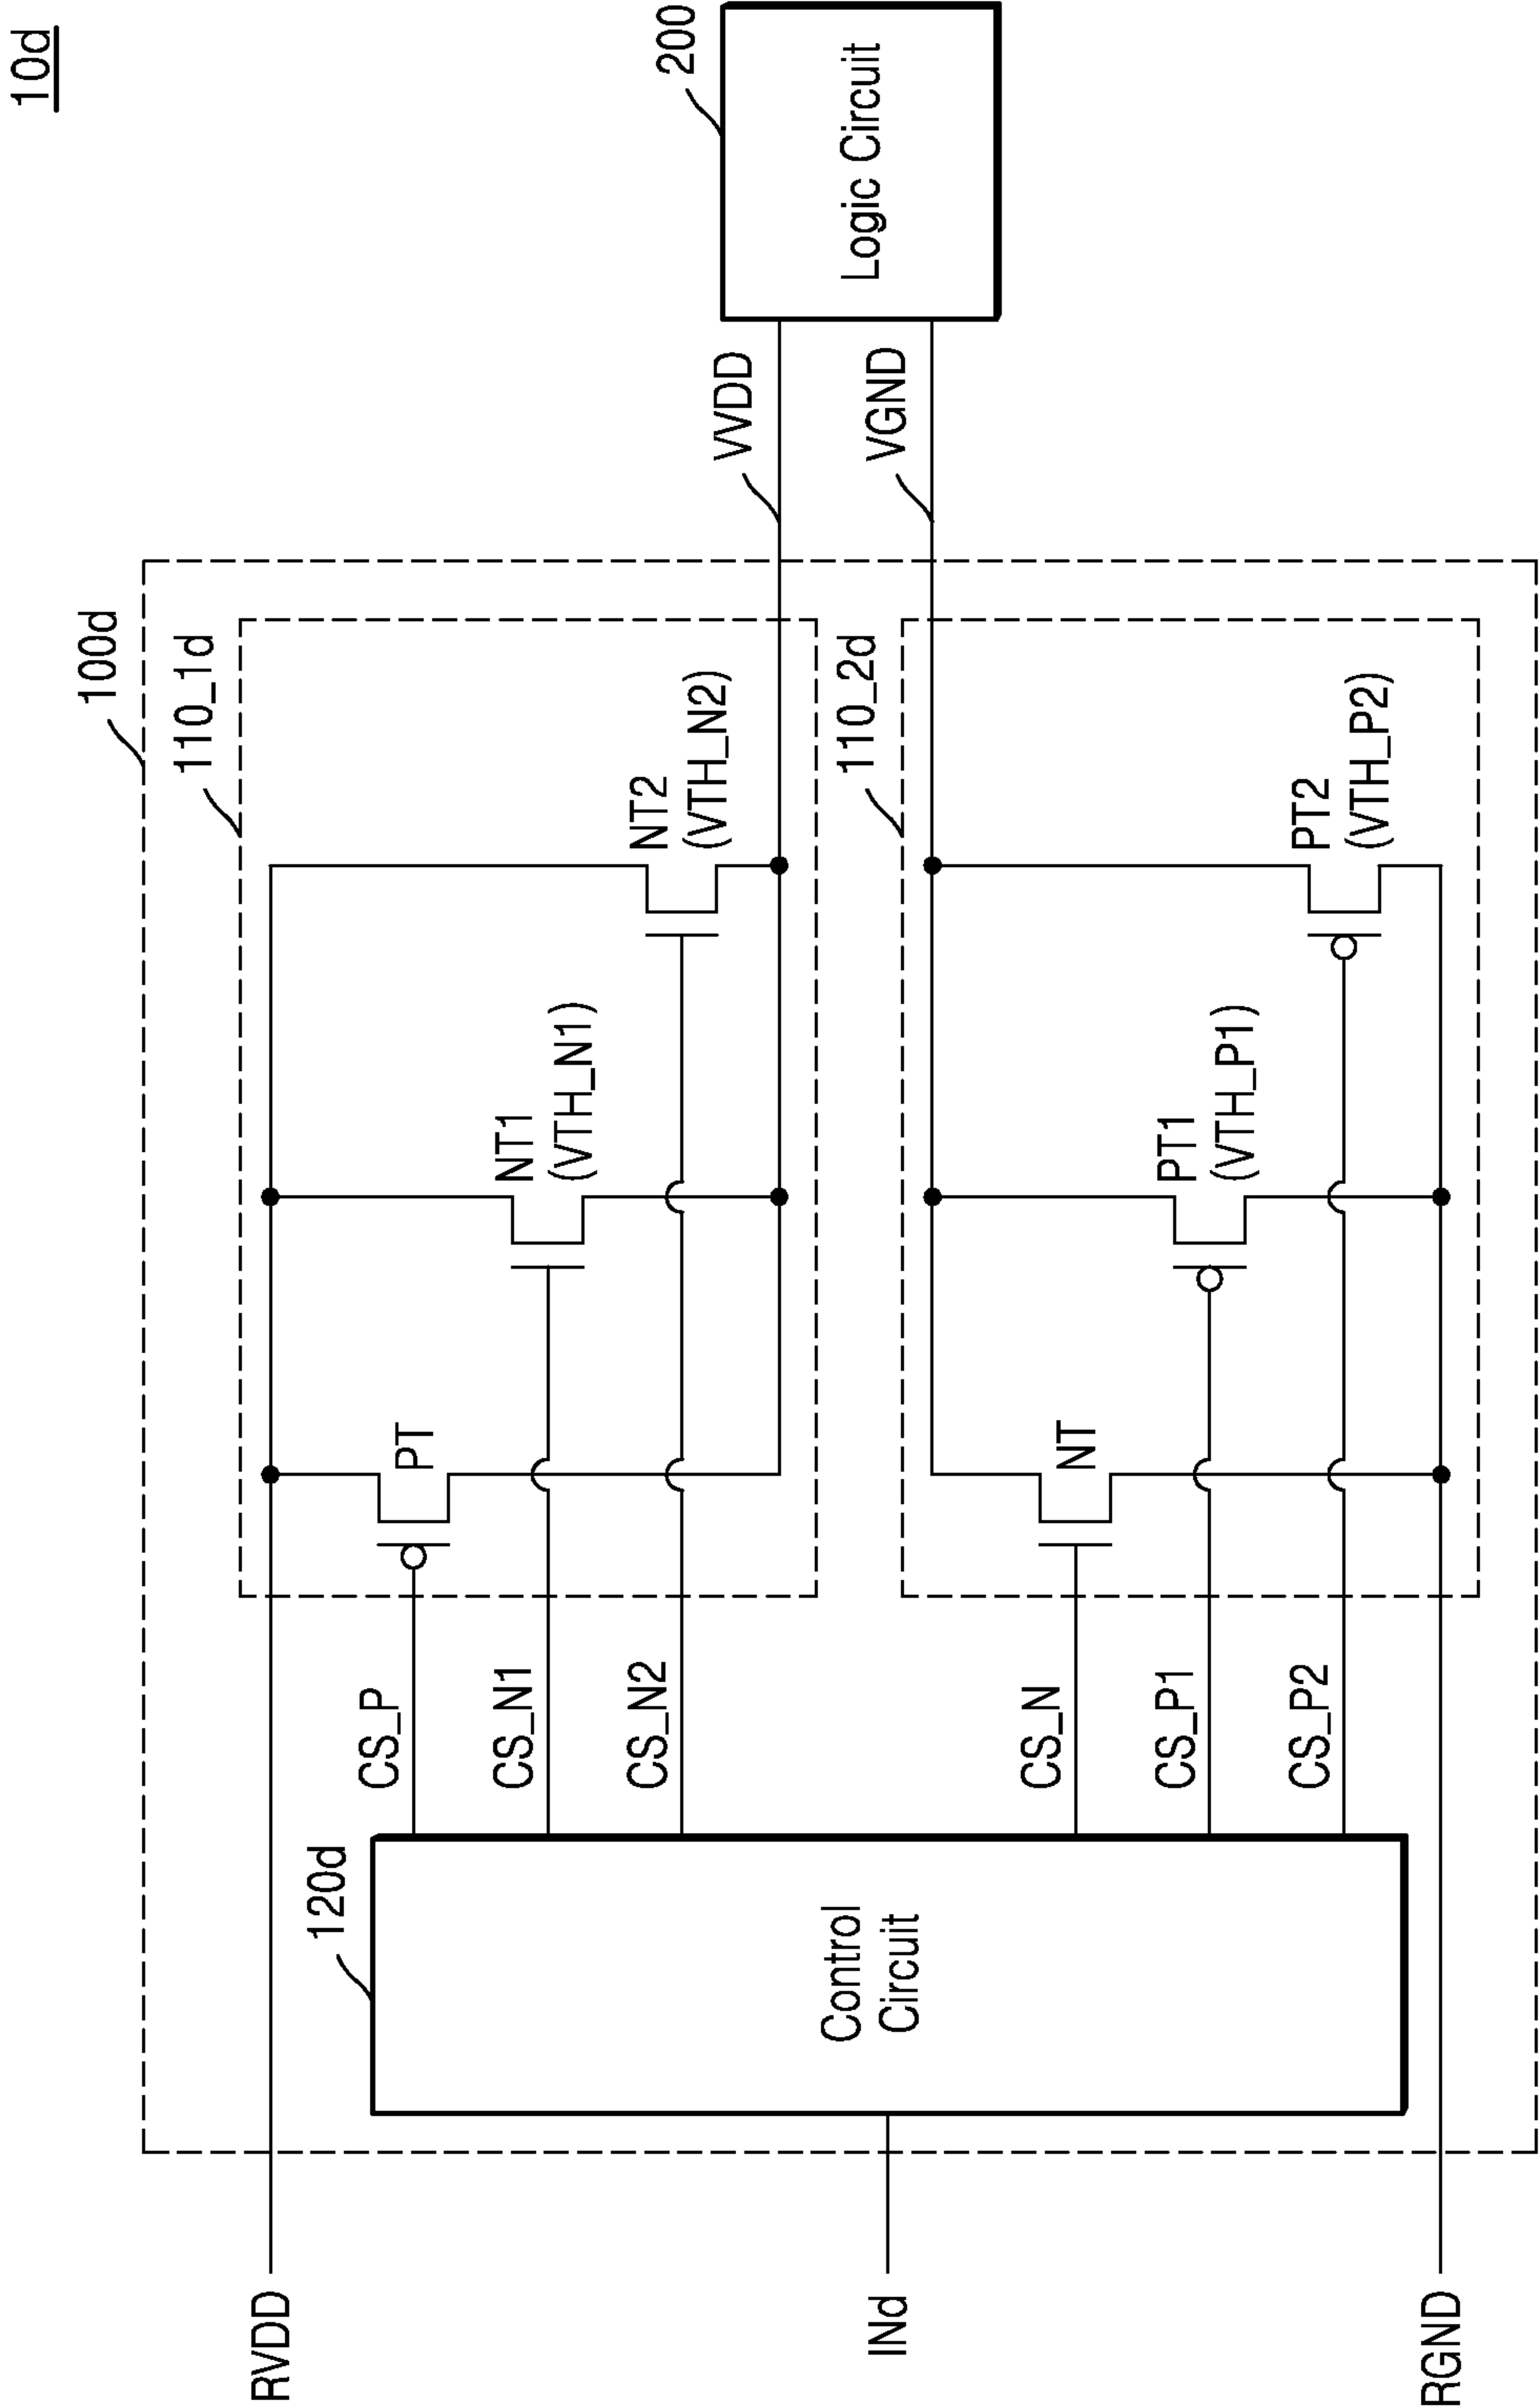 10d
100d
110_1d
RVDD
120d
CS_P
PT
CS_N1
NT1
(VTH_N1)
CS_N2
NT2
(VTH_N2)
VVDD
200
Logic Circuit
Control
Circuit
INd
VGND
110_2d
CS_N
NT
CS_P1
PT1
(VTH_P1)
CS_P2
PT2
(VTH_P2)
RGND